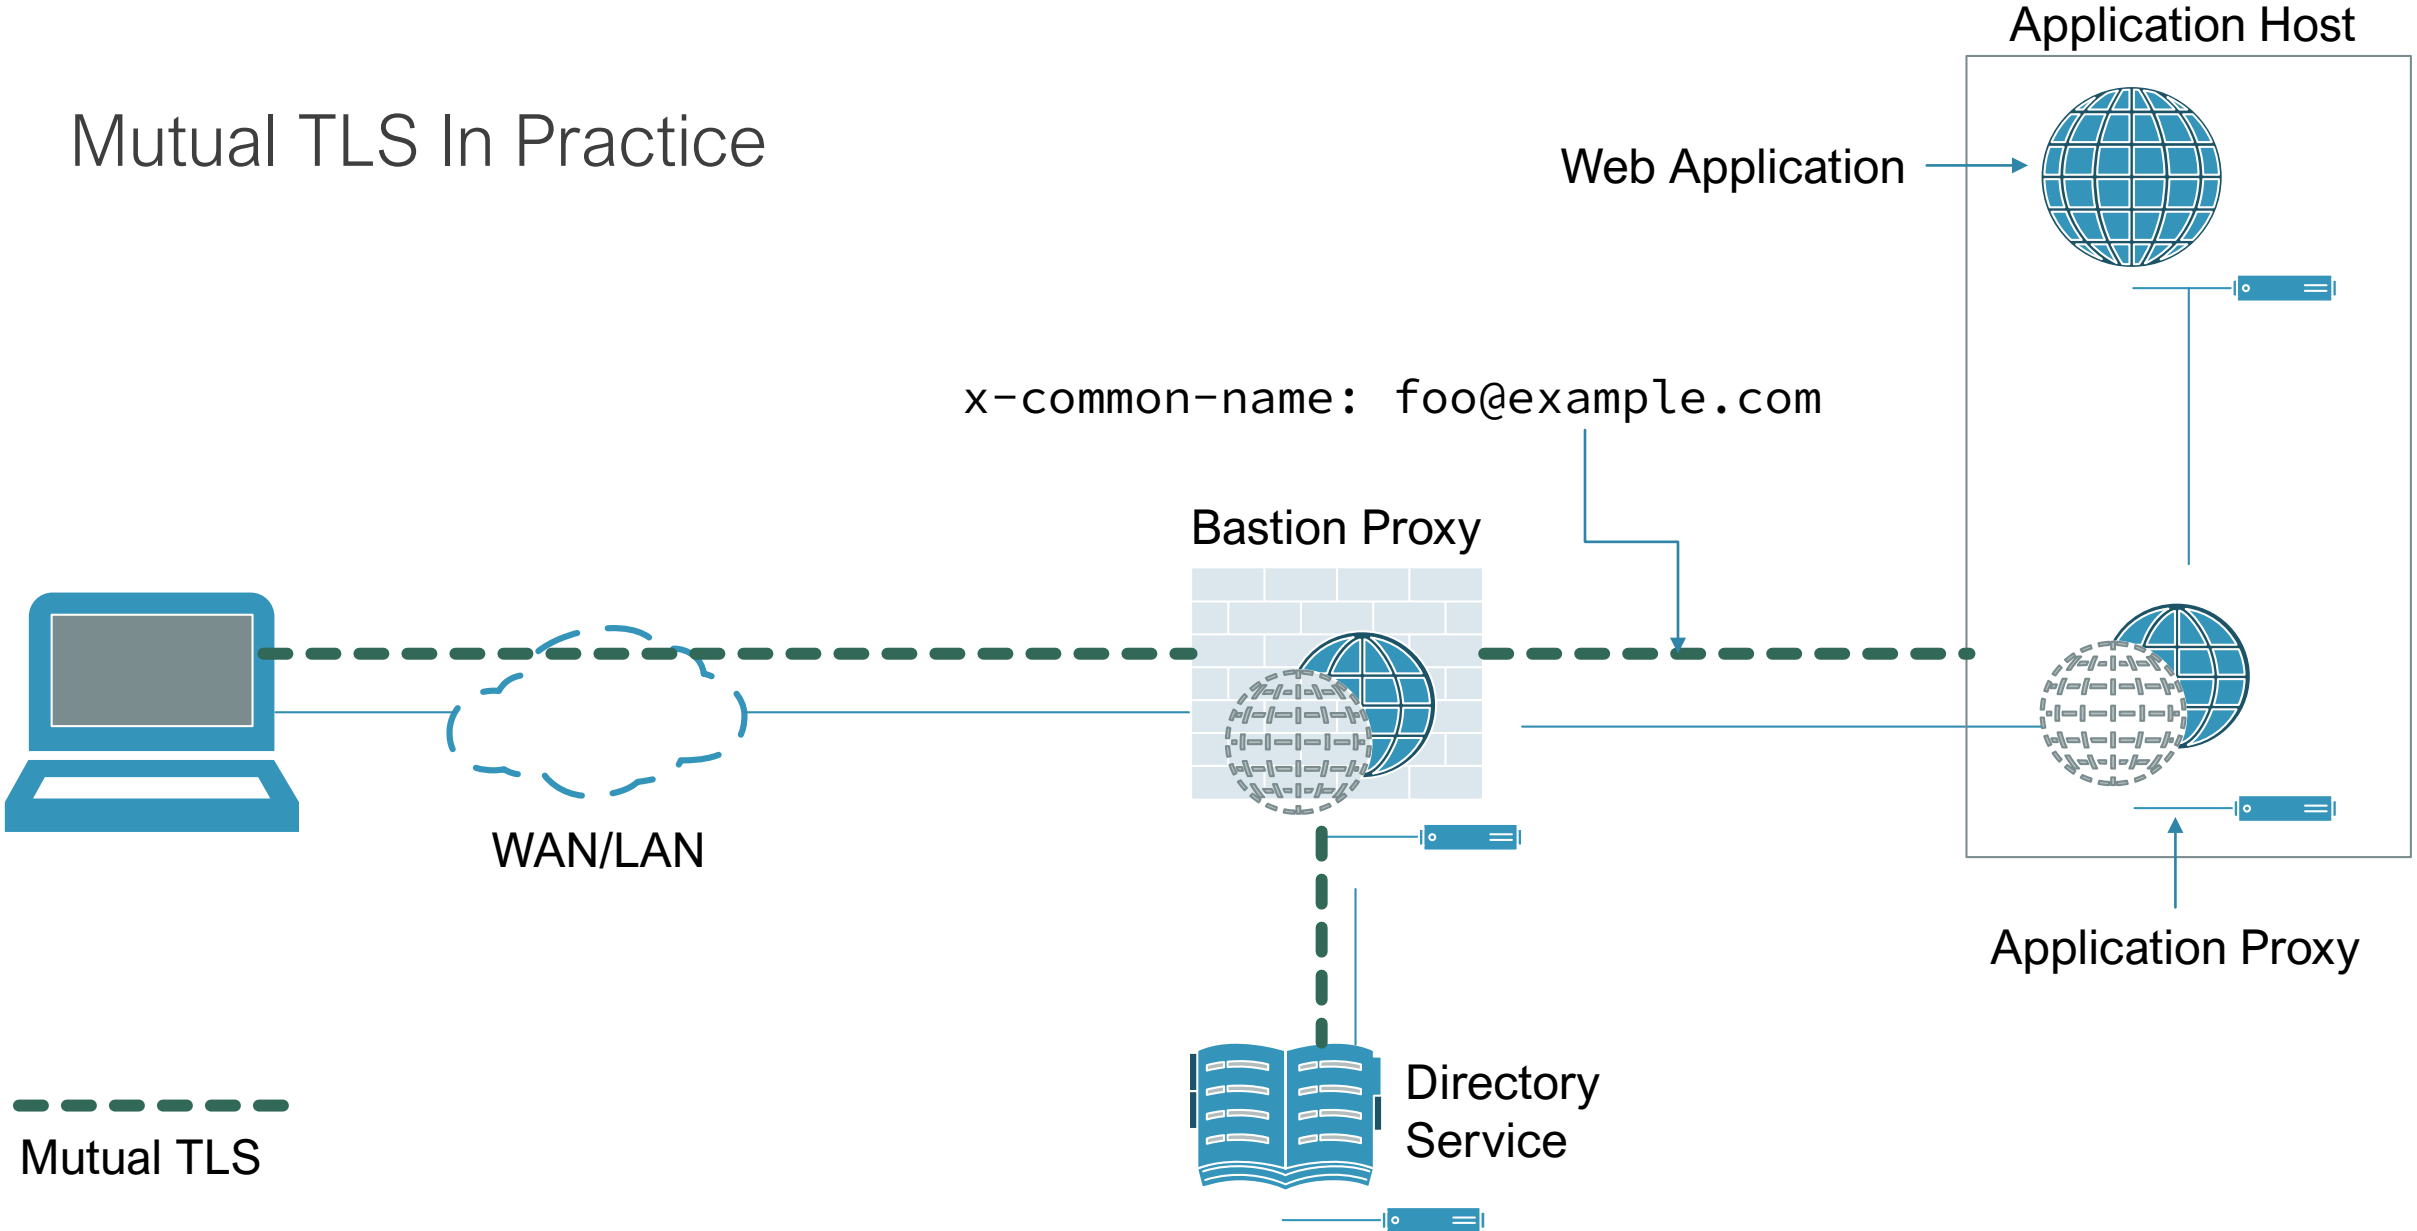 Application Host
Mutual TLS In Practice
Web Application
x-common-name: foo@example.com
Bastion Proxy
WAN/LAN
Application Proxy
Directory
Service
Mutual TLS